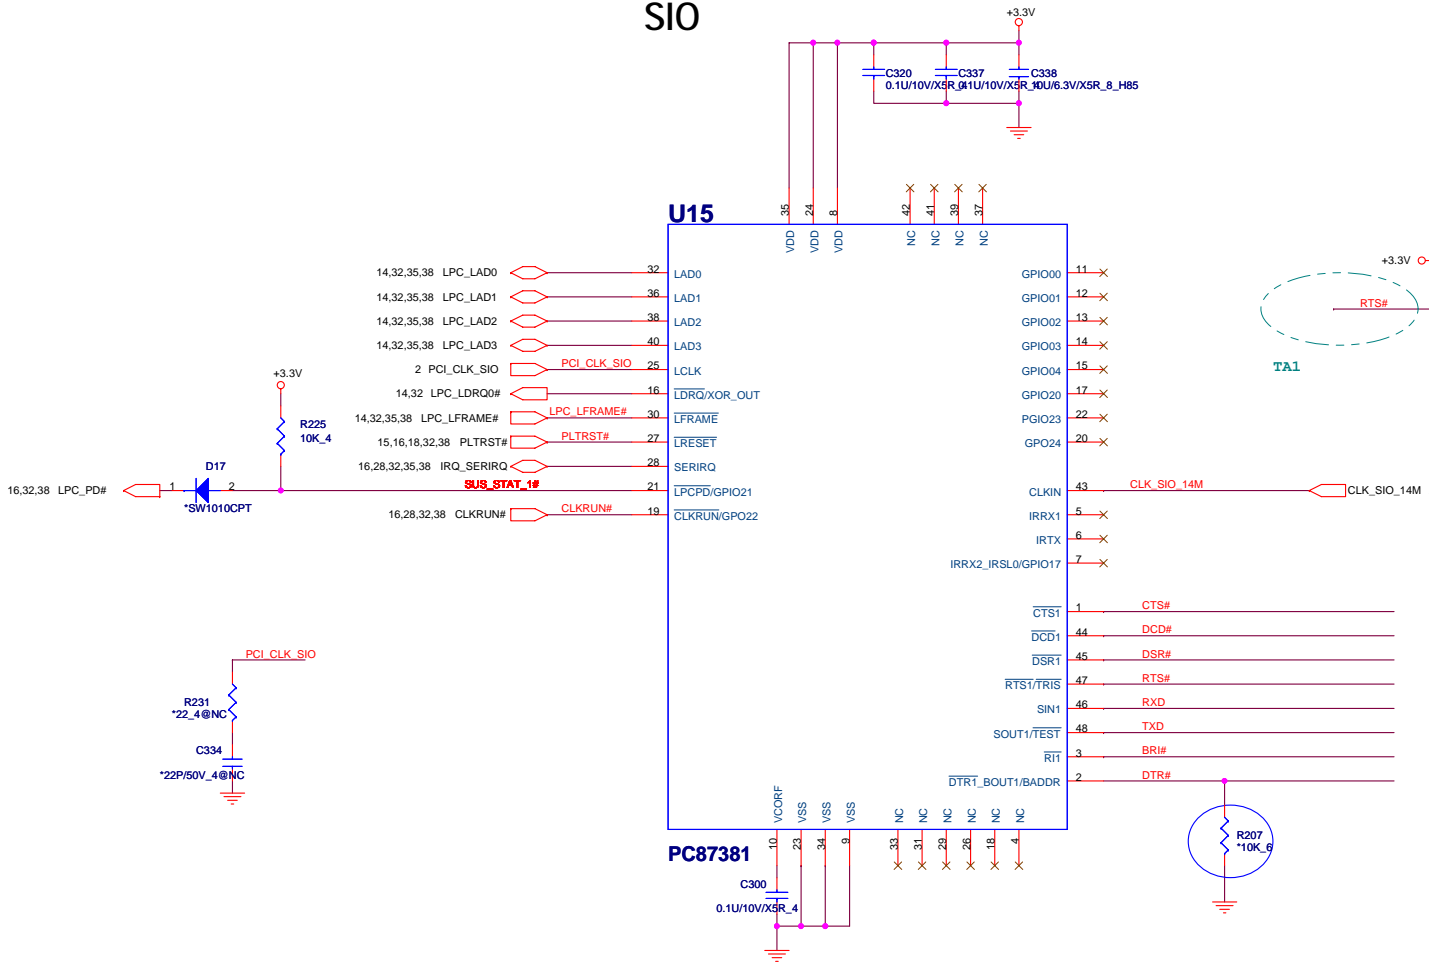 SIO
+3.3V
C320
0.1U/10V/X5R_4
C337
0.1U/10V/X5R_4
C338
10U/6.3V/X5R_8_H85
U15
35 24 8 42 41 39 37
VDD VDD VDD NC NC NC NC
14,32,35,38 LPC_LAD0 32 LAD0
14,32,35,38 LPC_LAD1 36 LAD1
14,32,35,38 LPC_LAD2 38 LAD2
14,32,35,38 LPC_LAD3 40 LAD3
2 PCI_CLK_SIO PCI_CLK_SIO 25 LCLK
14,32 LPC_LDRQ0# 16 LDRQ/XOR_OUT
14,32,35,38 LPC_LFRAME# LPC_LFRAME# 30 LFRAME
15,16,18,32,38 PLTRST# PLTRST# 27 LRESET
16,28,32,35,38 IRQ_SERIRQ 28 SERIRQ
16,32,38 LPC_PD# 1 2 SUS_STAT_1# 21 LPCPD/GPIO21
16,28,32,38 CLKRUN# CLKRUN# 19 CLKRUN/GPO22
+3.3V
R225
10K_4
D17
*SW1010CPT
GPIO00 11
GPIO01 12
GPIO02 13
GPIO03 14
GPIO04 15
GPIO20 17
PGIO23 22
GPO24 20
CLKIN 43 CLK_SIO_14M CLK_SIO_14M
IRRX1 5
IRTX 6
IRRX2_IRSL0/GPIO17 7
CTS1 1 CTS#
DCD1 44 DCD#
DSR1 45 DSR#
RTS1/TRIS 47 RTS#
SIN1 46 RXD
SOUT1/TEST 48 TXD
RI1 3 BRI#
DTR1_BOUT1/BADDR 2 DTR#
+3.3V
RTS#
TA1
PCI_CLK_SIO
R231
*22_4@NC
C334
*22P/50V_4@NC
R207
*10K_6
VCORF VSS VSS VSS NC NC NC NC NC NC
10 23 34 9 33 31 29 26 18 4
PC87381
C300
0.1U/10V/X5R_4